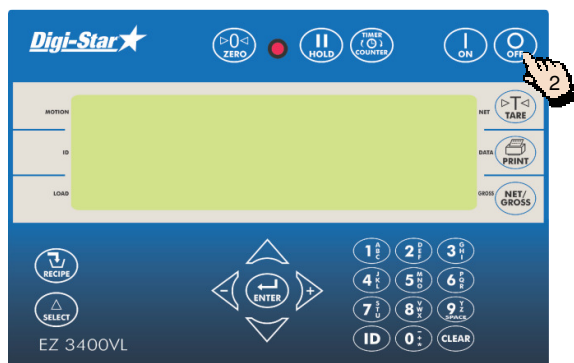 Digi-Star
▷0◁
ZERO
HOLD
TIMER
COUNTER
ON
OFF
2
MOTION
NET
▷T◁
TARE
ID
DATA
PRINT
LOAD
GROSS
NET/
GROSS
RECIPE
SELECT
EZ 3400VL
ENTER
- +
1 A B C
2 D E F
3 G H I
4 J K L
5 M N O
6 P Q R
7 S T U
8 V W X
9 Y Z
SPACE
ID
0 - . *
CLEAR